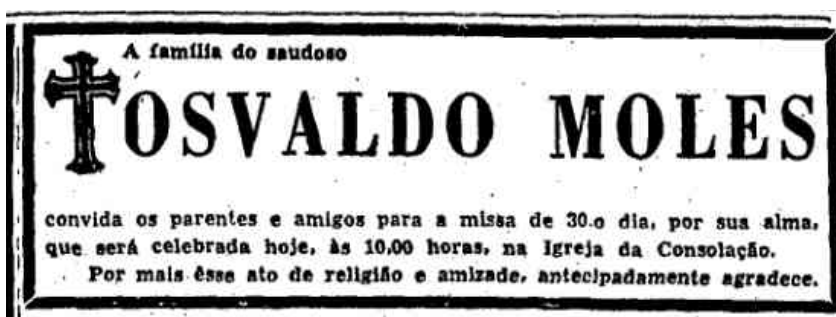 A família do saudoso
OSVALDO MOLES
convida os parentes e amigos para a missa de 30.o dia, por sua alma,
que será celebrada hoje, às 10,00 horas, na Igreja da Consolação.
Por mais êsse ato de religião e amizade, antecipadamente agradece.